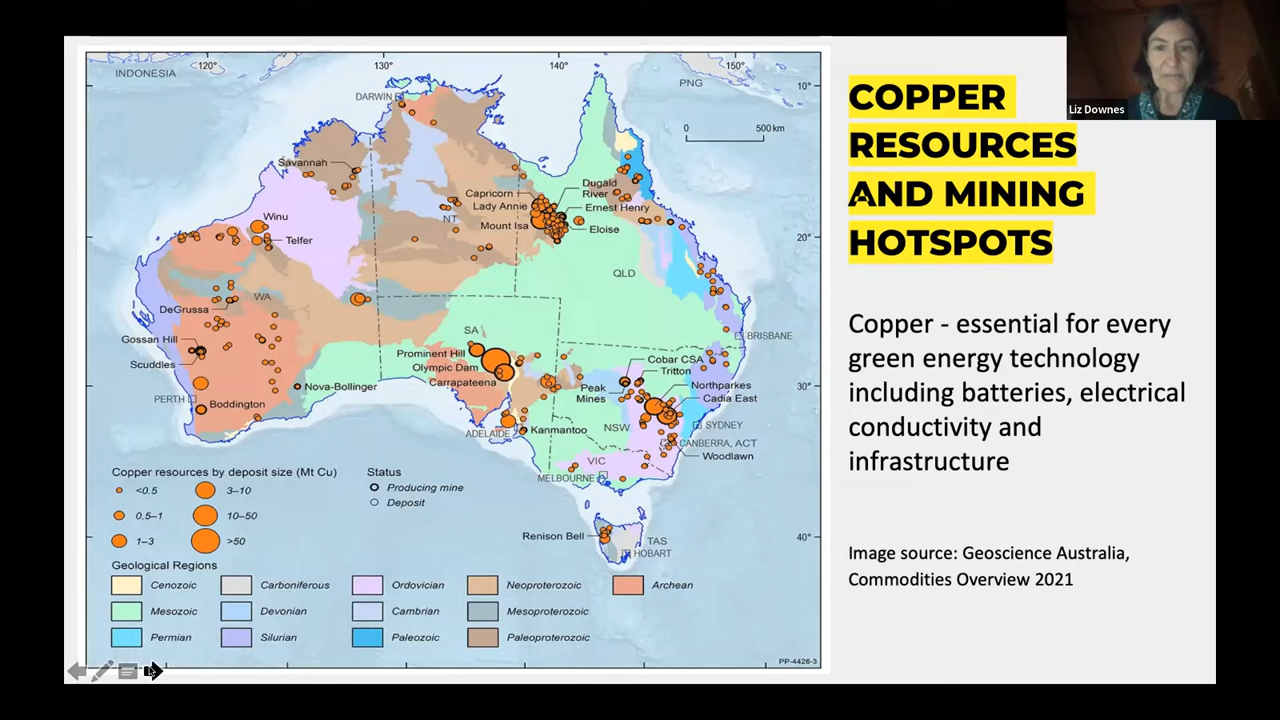 INDONESIA
120°
130°
140°
150°
PNG
10°
DARWIN
0
500 km
Savannah
Capricorn
Dugald
River
Lady Annie
Ernest Henry
Mount Isa
Eloise
NT
Winu
Telfer
20°
QLD
WA
DeGrussa
SA
BRISBANE
Gossan Hill
Scuddles
Prominent Hill
Olympic Dam
Carrapateena
Cobar CSA
Tritton
Nova-Bollinger
Peak
Mines
Northparkes
Cadia East
30°
PERTH
Boddington
ADELAIDE
Kanmantoo
NSW
SYDNEY
CANBERRA, ACT
Woodlawn
VIC
MELBOURNE
Renison Bell
TAS
HOBART
40°
Copper resources by deposit size (Mt Cu)
<0.5
3–10
0.5–1
10–50
1–3
>50
Status
Producing mine
Deposit
Geological Regions
Cenozoic
Carboniferous
Ordovician
Neoproterozoic
Archean
Mesozoic
Devonian
Cambrian
Mesoproterozoic
Permian
Silurian
Paleozoic
Paleoproterozoic
PP-4426-3
COPPER
RESOURCES
AND MINING
HOTSPOTS
Liz Downes
Copper - essential for every
green energy technology
including batteries, electrical
conductivity and
infrastructure
Image source: Geoscience Australia,
Commodities Overview 2021